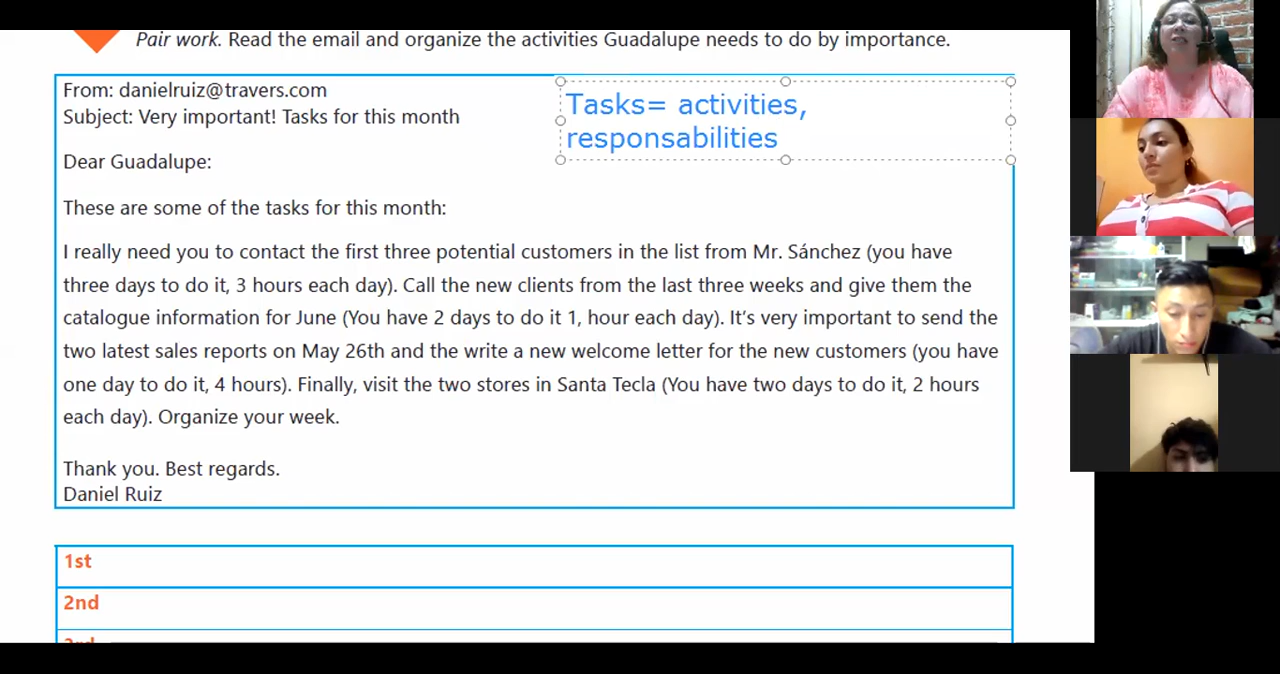 Pair work. Read the email and organize the activities Guadalupe needs to do by importance.
From: danielruiz@travers.com
Subject: Very important! Tasks for this month
Tasks= activities,
responsabilities
Dear Guadalupe:
These are some of the tasks for this month:
I really need you to contact the first three potential customers in the list from Mr. Sánchez (you have
three days to do it, 3 hours each day). Call the new clients from the last three weeks and give them the
catalogue information for June (You have 2 days to do it 1, hour each day). It’s very important to send the
two latest sales reports on May 26th and the write a new welcome letter for the new customers (you have
one day to do it, 4 hours). Finally, visit the two stores in Santa Tecla (You have two days to do it, 2 hours
each day). Organize your week.
Thank you. Best regards.
Daniel Ruiz
1st
2nd